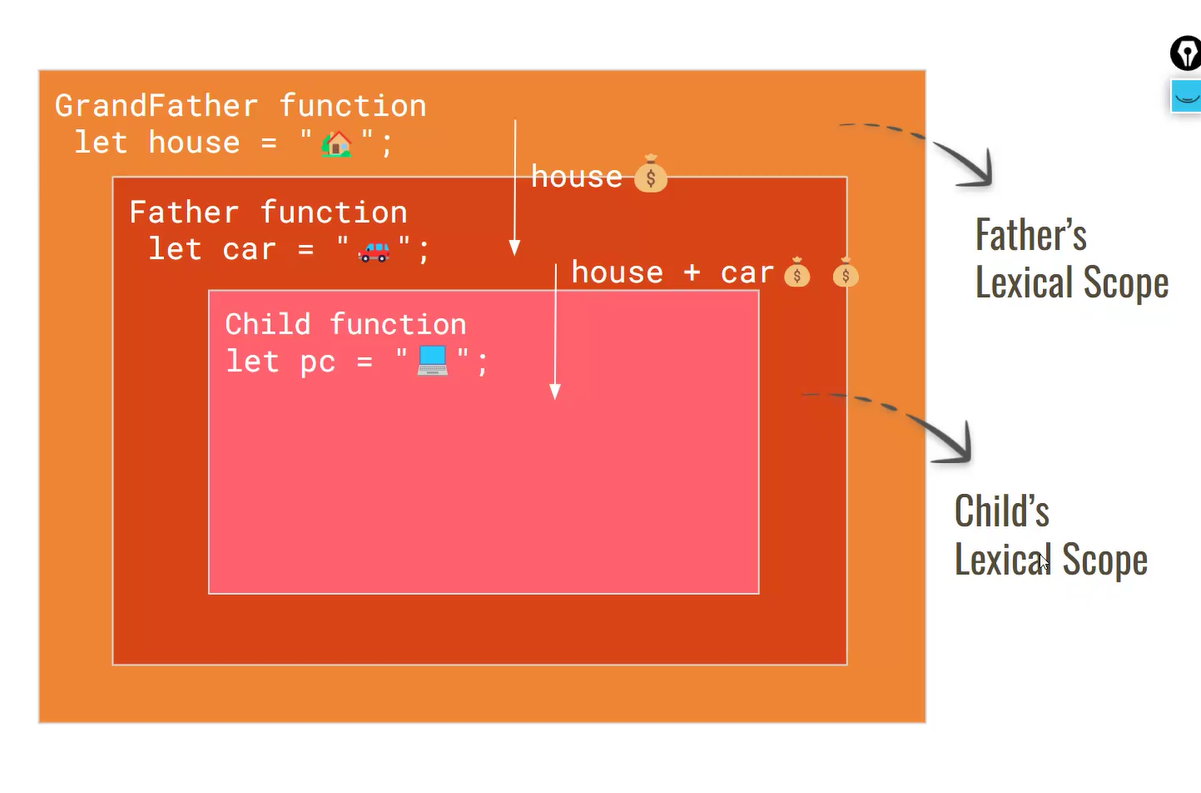 GrandFather function
let house = "🏡";
house 💰
Father function
let car = "🚙";
house + car💰 💰
Child function
let pc = "💻";
Father’s
Lexical Scope
Child’s
Lexical Scope